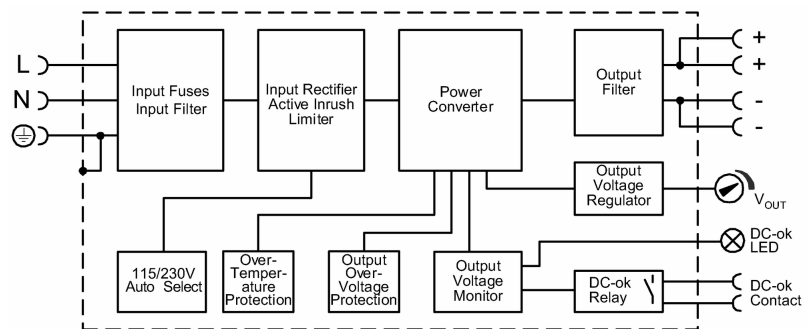 L
N
Input Fuses
Input Filter
Input Rectifier
Active Inrush
Limiter
Power
Converter
Output
Filter
+
+
-
-
Output
Voltage
Regulator
VOUT
115/230V
Auto Select
Over-
Temper-
ature
Protection
Output
Over-
Voltage
Protection
Output
Voltage
Monitor
DC-ok
LED
DC-ok
Relay
DC-ok
Contact